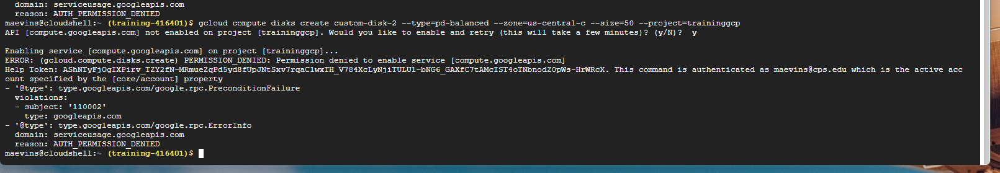 domain: serviceusage.googleapis.com
  reason: AUTH_PERMISSION_DENIED
maevins@cloudshell:~ (training-416401)$ gcloud compute disks create custom-disk-2 --type=pd-balanced --zone=us-central-c --size=50 --project=traininggcp
API [compute.googleapis.com] not enabled on project [traininggcp]. Would you like to enable and retry (this will take a few minutes)? (y/N)?  y

Enabling service [compute.googleapis.com] on project [traininggcp]...
ERROR: (gcloud.compute.disks.create) PERMISSION_DENIED: Permission denied to enable service [compute.googleapis.com]
Help Token: AShNTyFjOgIXPirv_TZY2fN-MRmueZqPd5yd8fUpJNtSxv7rqaC1wxTH_V784XcLyNjiTULU1-bNG6_GAXfC7tAMcIST4oTNbnodZ0pWs-HrWRcX. This command is authenticated as maevins@cps.edu which is the active acc
ount specified by the [core/account] property
- '@type': type.googleapis.com/google.rpc.PreconditionFailure
  violations:
  - subject: '110002'
    type: googleapis.com
- '@type': type.googleapis.com/google.rpc.ErrorInfo
  domain: serviceusage.googleapis.com
  reason: AUTH_PERMISSION_DENIED
maevins@cloudshell:~ (training-416401)$